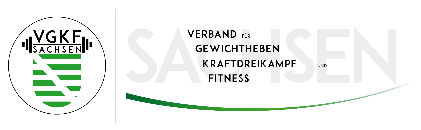 VGKF
SACHSEN
SACHSEN
VERBAND FÜR
GEWICHTHEBEN
KRAFTDREIKAMPF UND
FITNESS